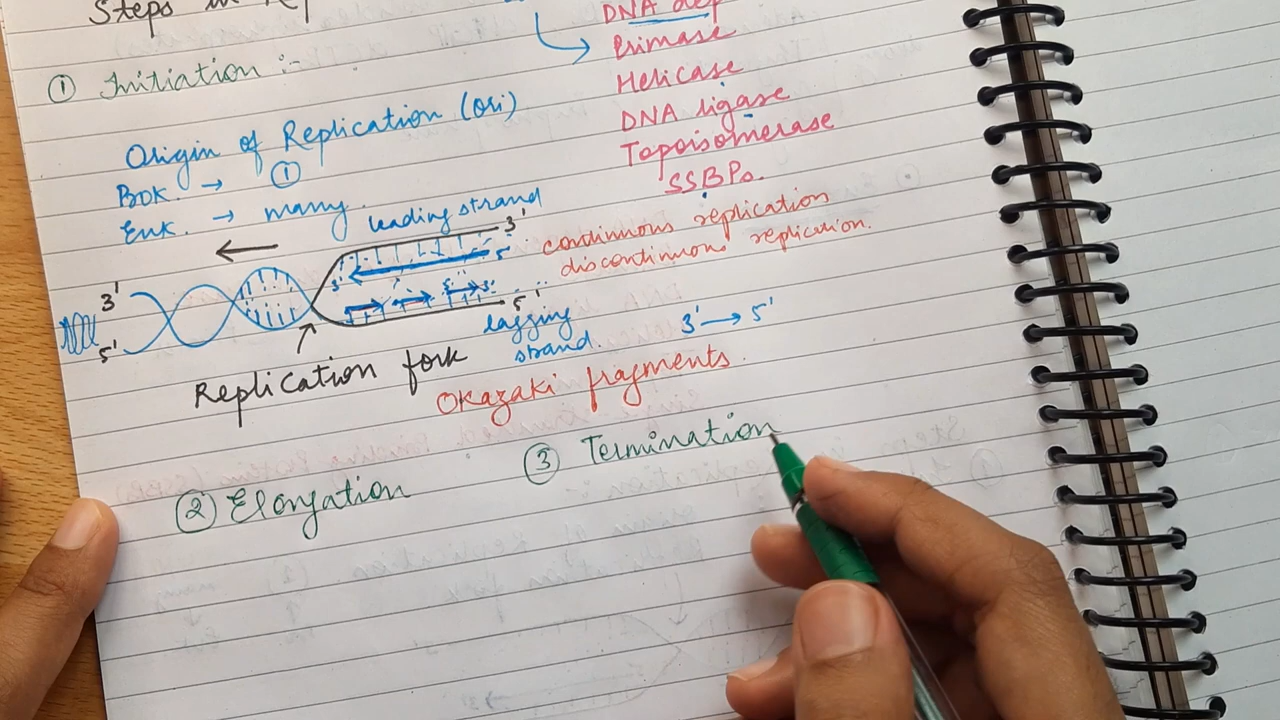 Steps in
DNA dep
Primase
Helicase
DNA ligase
Topoisomerase
SSBPs.
① Initiation :-
Origin of Replication (ori)
Prok. → ①
Euk. → many.
leading strand
3' 5'
continuous replication
discontinuous replication.
3'
5'
3'
5'
lagging
strand.
3' → 5'
Replication fork
Okazaki fragments.
② Elongation
③ Termination